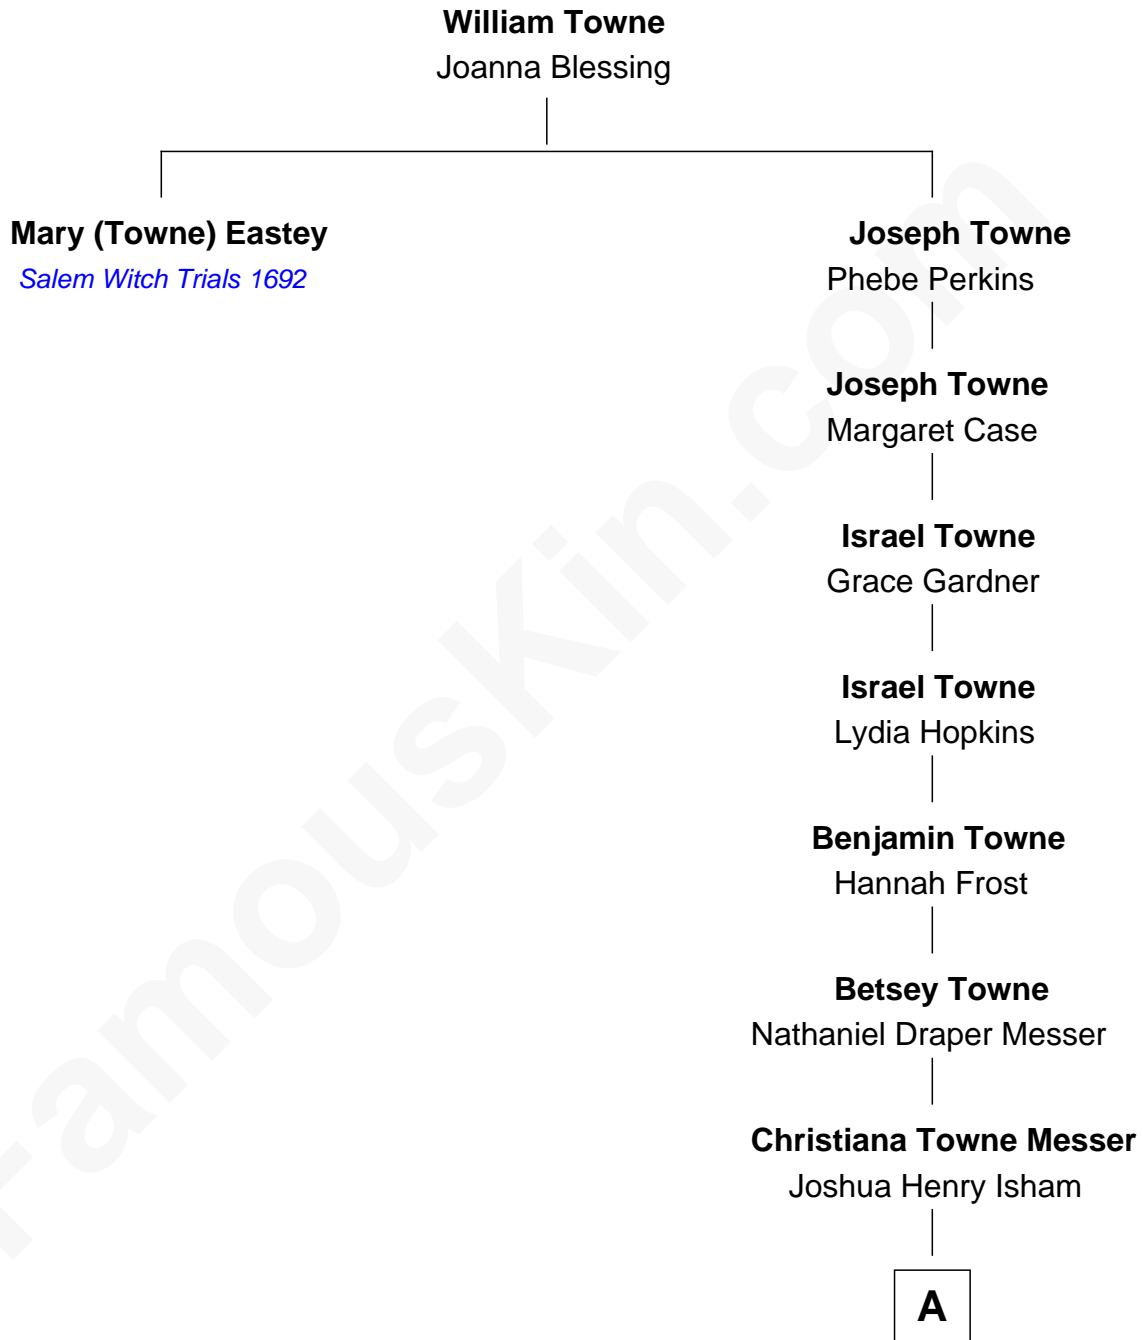 William Towne
Joanna Blessing
Mary (Towne) Eastey
Salem Witch Trials 1692
Joseph Towne
Phebe Perkins
Joseph Towne
Margaret Case
Israel Towne
Grace Gardner
Israel Towne
Lydia Hopkins
Benjamin Towne
Hannah Frost
Betsey Towne
Nathaniel Draper Messer
Christiana Towne Messer
Joshua Henry Isham
A
FamousKin.com